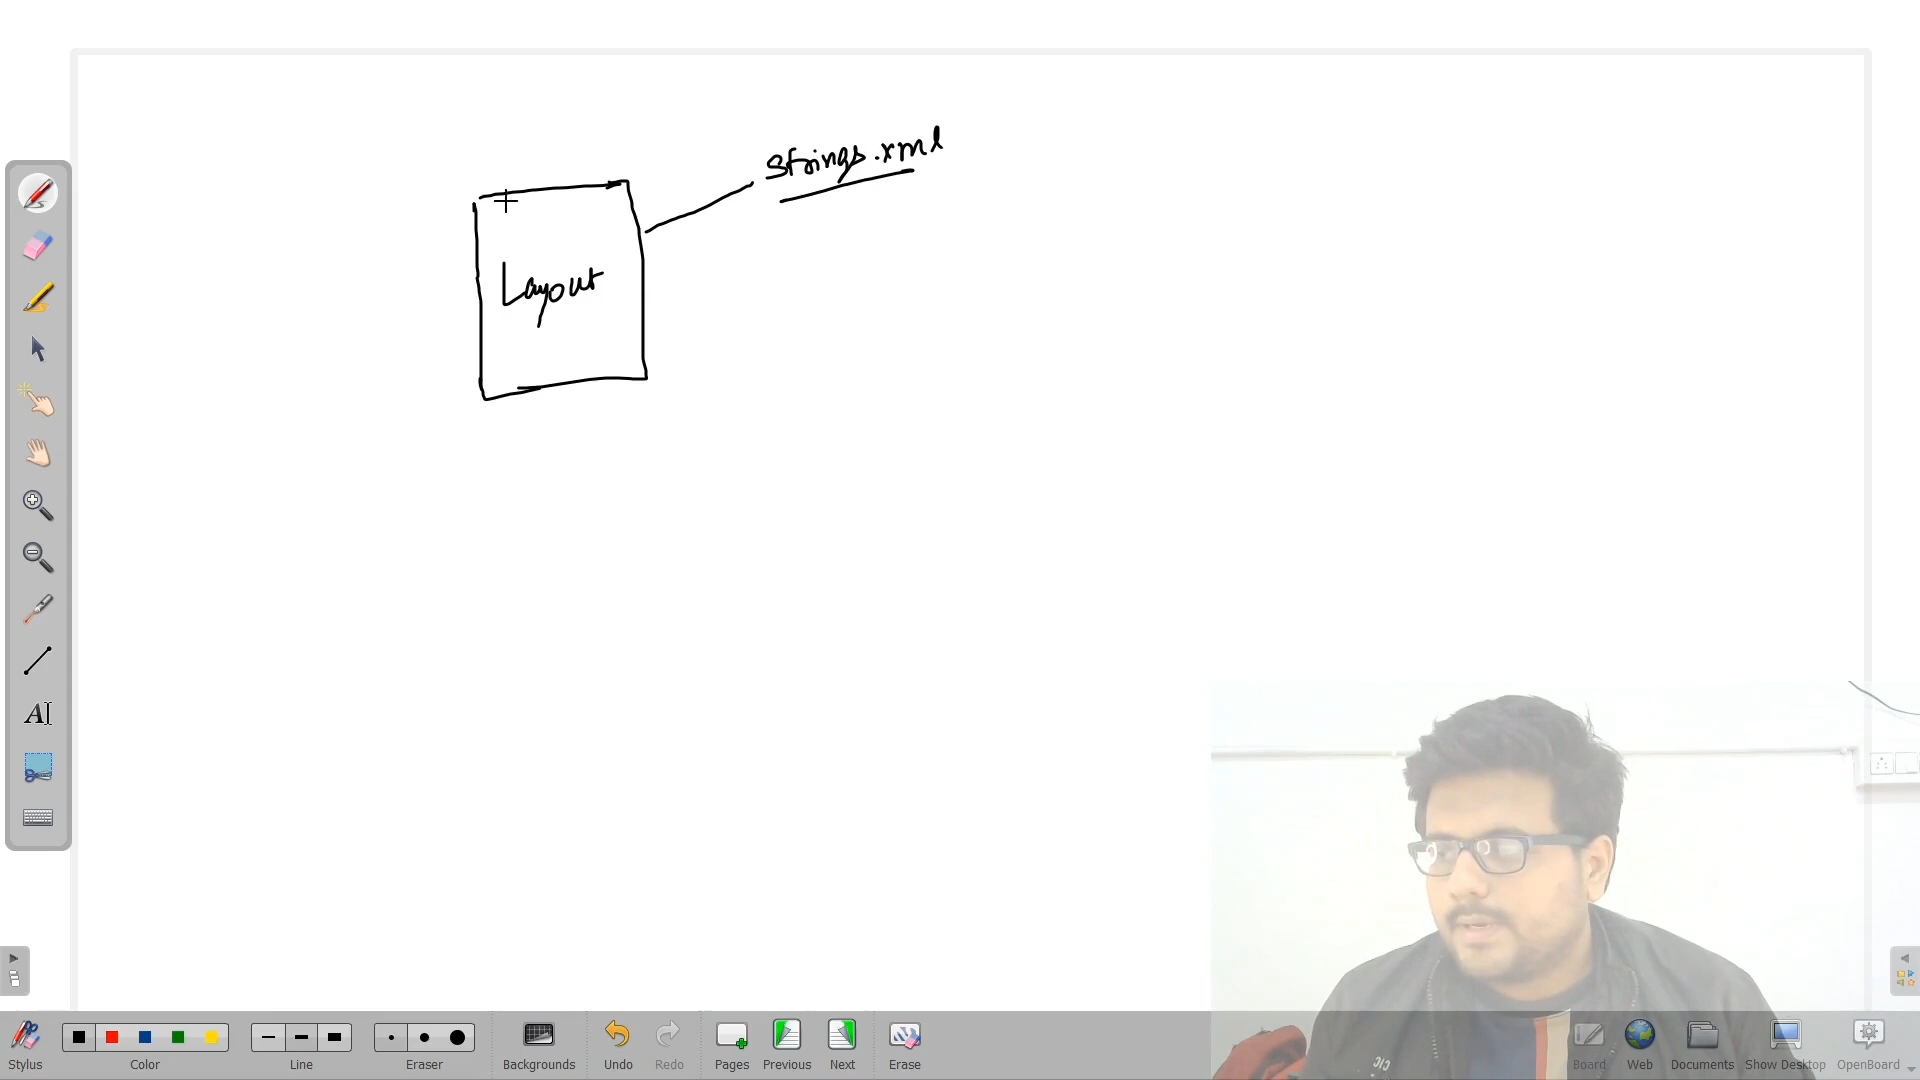 strings.xml
Layout
AI
Stylus
Color
Line
Eraser
Backgrounds
Undo
Redo
Pages
Previous
Next
Erase
Board
Web
Documents
Show Desktop
OpenBoard